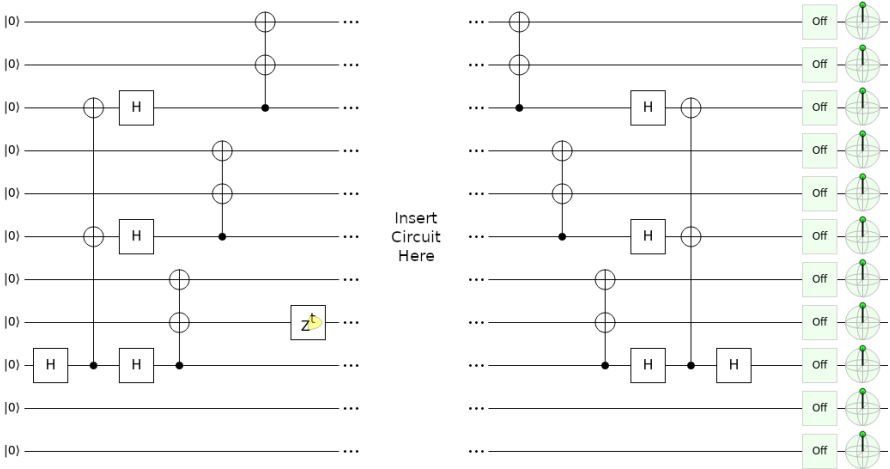 |0⟩ ... ...  Off
|0⟩ ... ... Off
|0⟩ H ... ... H Off
|0⟩ ... ... Off
|0⟩ ... ... Off
|0⟩ H ... Insert Circuit Here ... H Off
|0⟩ ... ... Off
|0⟩ Z^t ... ... Off
|0⟩ H H ... ... H H Off
|0⟩ ... ... Off
|0⟩ ... ... Off